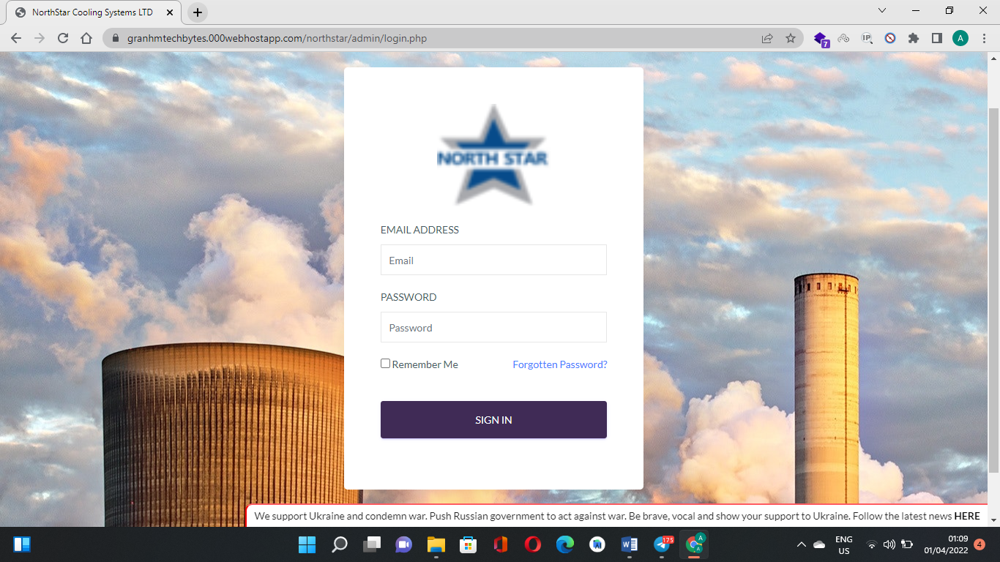 NorthStar Cooling Systems LTD
granhmtechbytes.000webhostapp.com/northstar/admin/login.php
IP
7
A
NORTH STAR
EMAIL ADDRESS
Email
PASSWORD
Password
Remember Me
Forgotten Password?
SIGN IN
We support Ukraine and condemn war. Push Russian government to act against war. Be brave, vocal and show your support to Ukraine. Follow the latest news HERE
175
A
A
ENG
US
01:09
01/04/2022
4